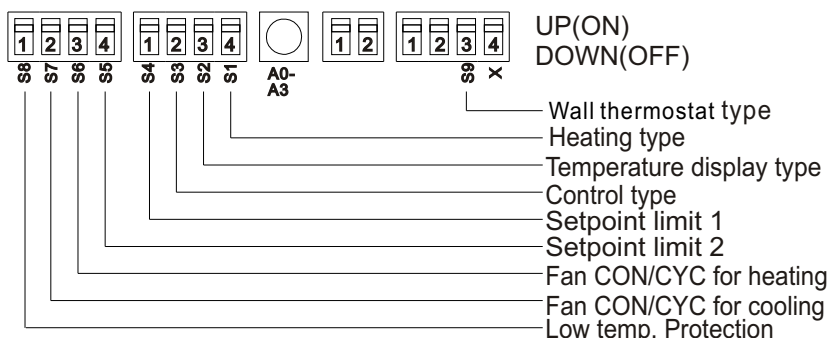 UP(ON)
DOWN(OFF)
1 2 3 4 1 2 3 4 1 2 1 2 3 4
S8 S7 S6 S5 S4 S3 S2 S1 A0-A3 S9 X
Wall thermostat type
Heating type
Temperature display type
Control type
Setpoint limit 1
Setpoint limit 2
Fan CON/CYC for heating
Fan CON/CYC for cooling
Low temp. Protection